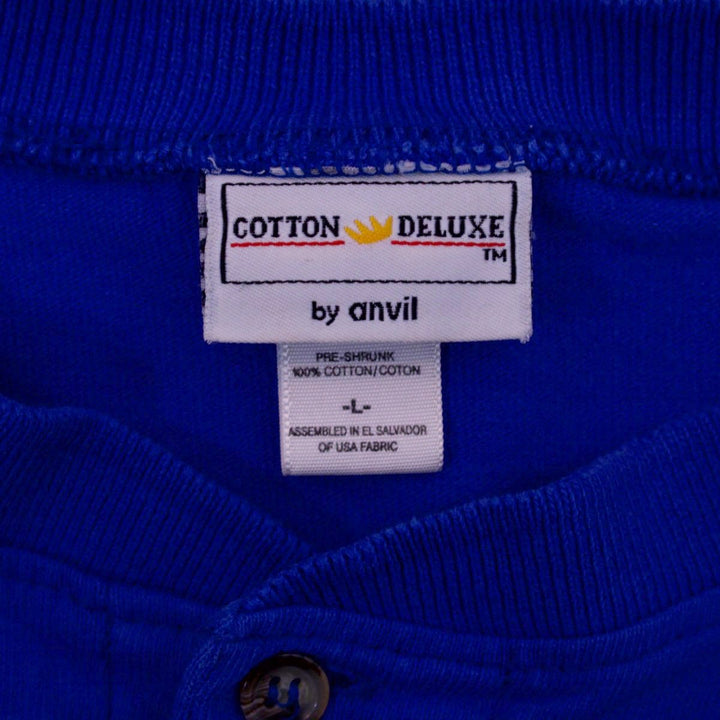 COTTON DELUXE
TM
by anvil
PRE-SHRUNK
100% COTTON/COTON
-L-
ASSEMBLED IN EL SALVADOR
OF USA FABRIC